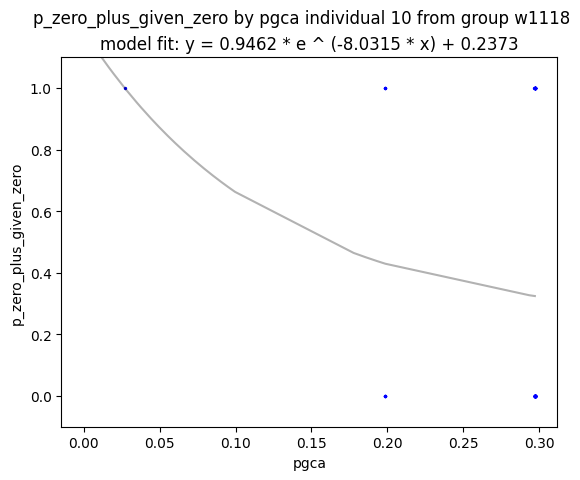 p_zero_plus_given_zero by pgca individual 10 from group w1118
model fit: y = 0.9462 * e ^ (-8.0315 * x) + 0.2373
1.0
0.8
0.6
0.4
0.2
0.0
p_zero_plus_given_zero
0.00 0.05 0.10 0.15 0.20 0.25 0.30
pgca